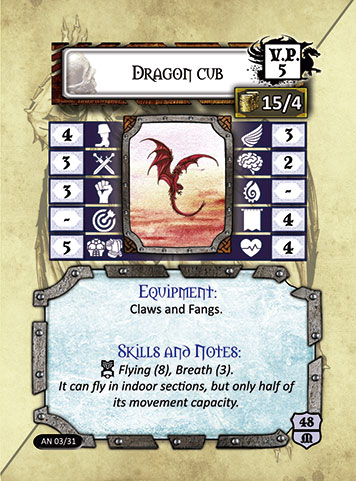 Dragon cub
V.P.
5
15/4
4
3
3
2
3
-
-
4
5
4
Equipment:
Claws and Fangs.
Skills and Notes:
Flying (8), Breath (3).
It can fly in indoor sections, but only half of
its movement capacity.
AN 03/31
48
M